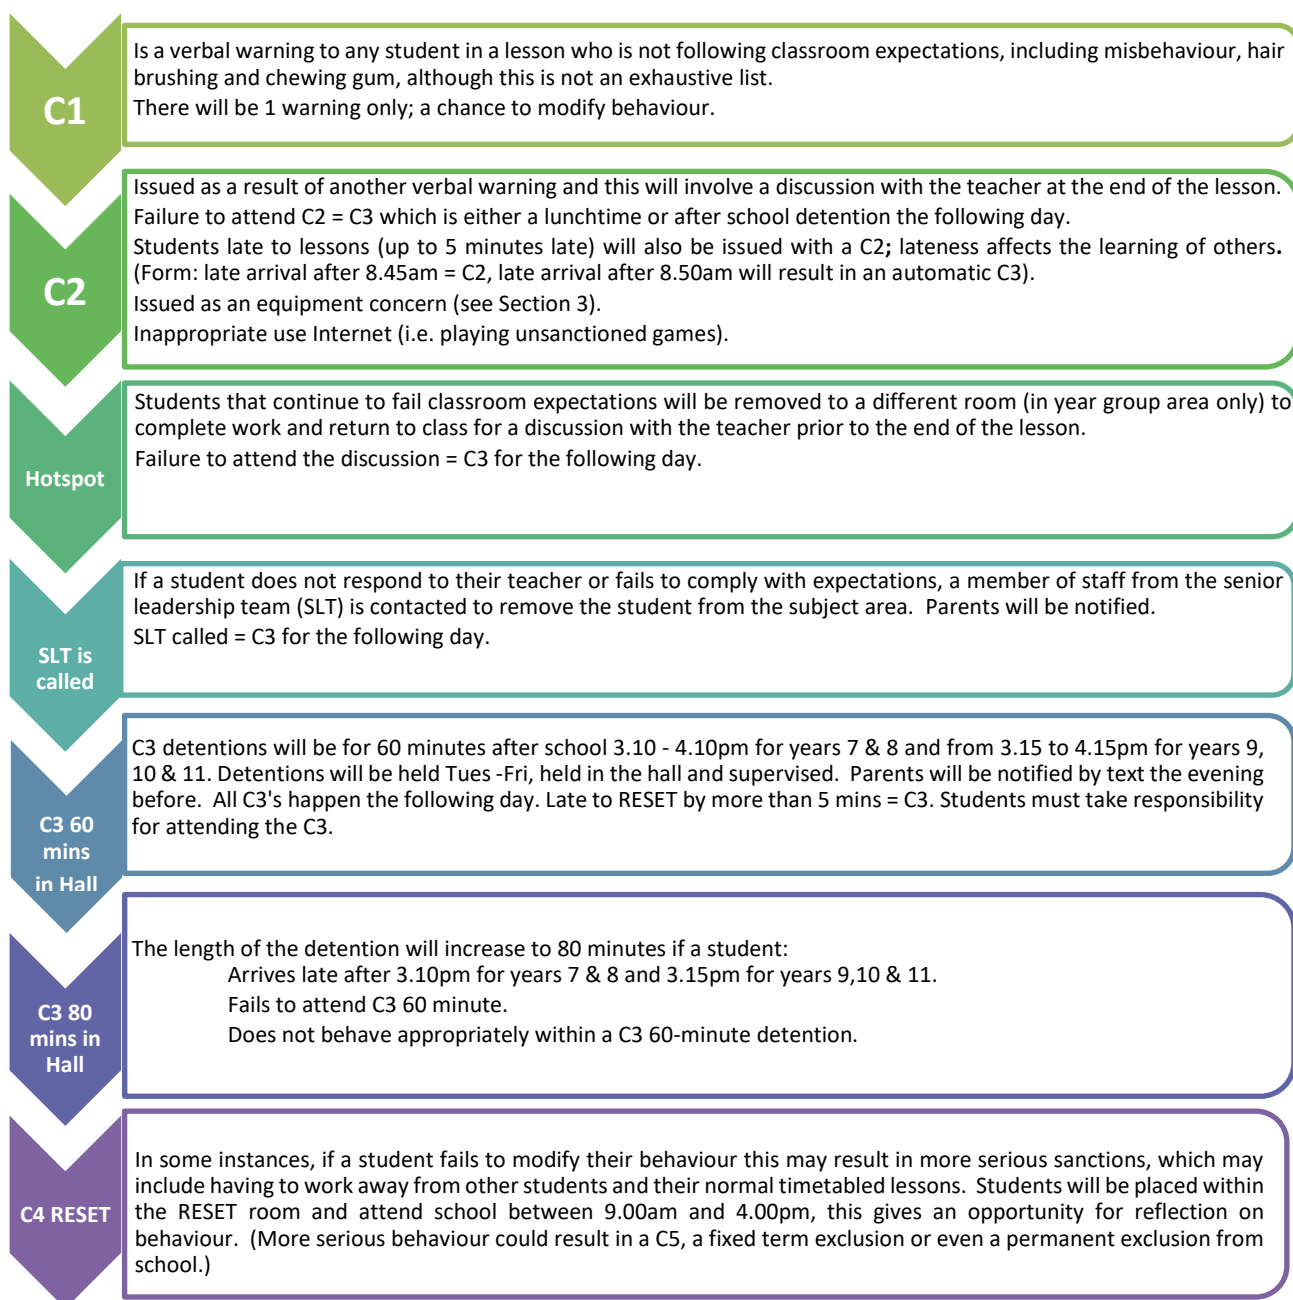 C1
Is a verbal warning to any student in a lesson who is not following classroom expectations, including misbehaviour, hair
brushing and chewing gum, although this is not an exhaustive list.
There will be 1 warning only; a chance to modify behaviour.
C2
Issued as a result of another verbal warning and this will involve a discussion with the teacher at the end of the lesson.
Failure to attend C2 = C3 which is either a lunchtime or after school detention the following day.
Students late to lessons (up to 5 minutes late) will also be issued with a C2; lateness affects the learning of others.
(Form: late arrival after 8.45am = C2, late arrival after 8.50am will result in an automatic C3).
Issued as an equipment concern (see Section 3).
Inappropriate use Internet (i.e. playing unsanctioned games).
Hotspot
Students that continue to fail classroom expectations will be removed to a different room (in year group area only) to
complete work and return to class for a discussion with the teacher prior to the end of the lesson.
Failure to attend the discussion = C3 for the following day.
SLT is
called
If a student does not respond to their teacher or fails to comply with expectations, a member of staff from the senior
leadership team (SLT) is contacted to remove the student from the subject area. Parents will be notified.
SLT called = C3 for the following day.
C3 60
mins
in Hall
C3 detentions will be for 60 minutes after school 3.10 - 4.10pm for years 7 & 8 and from 3.15 to 4.15pm for years 9,
10 & 11. Detentions will be held Tues -Fri, held in the hall and supervised. Parents will be notified by text the evening
before. All C3's happen the following day. Late to RESET by more than 5 mins = C3. Students must take responsibility
for attending the C3.
C3 80
mins in
Hall
The length of the detention will increase to 80 minutes if a student:
Arrives late after 3.10pm for years 7 & 8 and 3.15pm for years 9,10 & 11.
Fails to attend C3 60 minute.
Does not behave appropriately within a C3 60-minute detention.
C4 RESET
In some instances, if a student fails to modify their behaviour this may result in more serious sanctions, which may
include having to work away from other students and their normal timetabled lessons. Students will be placed within
the RESET room and attend school between 9.00am and 4.00pm, this gives an opportunity for reflection on
behaviour. (More serious behaviour could result in a C5, a fixed term exclusion or even a permanent exclusion from
school.)